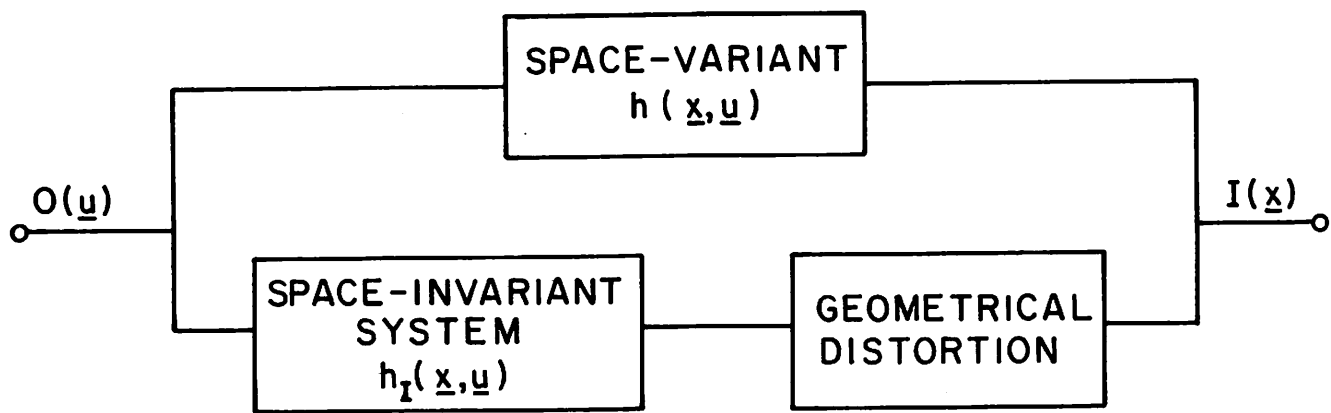 SPACE-VARIANT
h(x̲,u̲)
O(u̲)
I(x̲)
SPACE-INVARIANT
SYSTEM
h_I(x̲,u̲)
GEOMETRICAL
DISTORTION